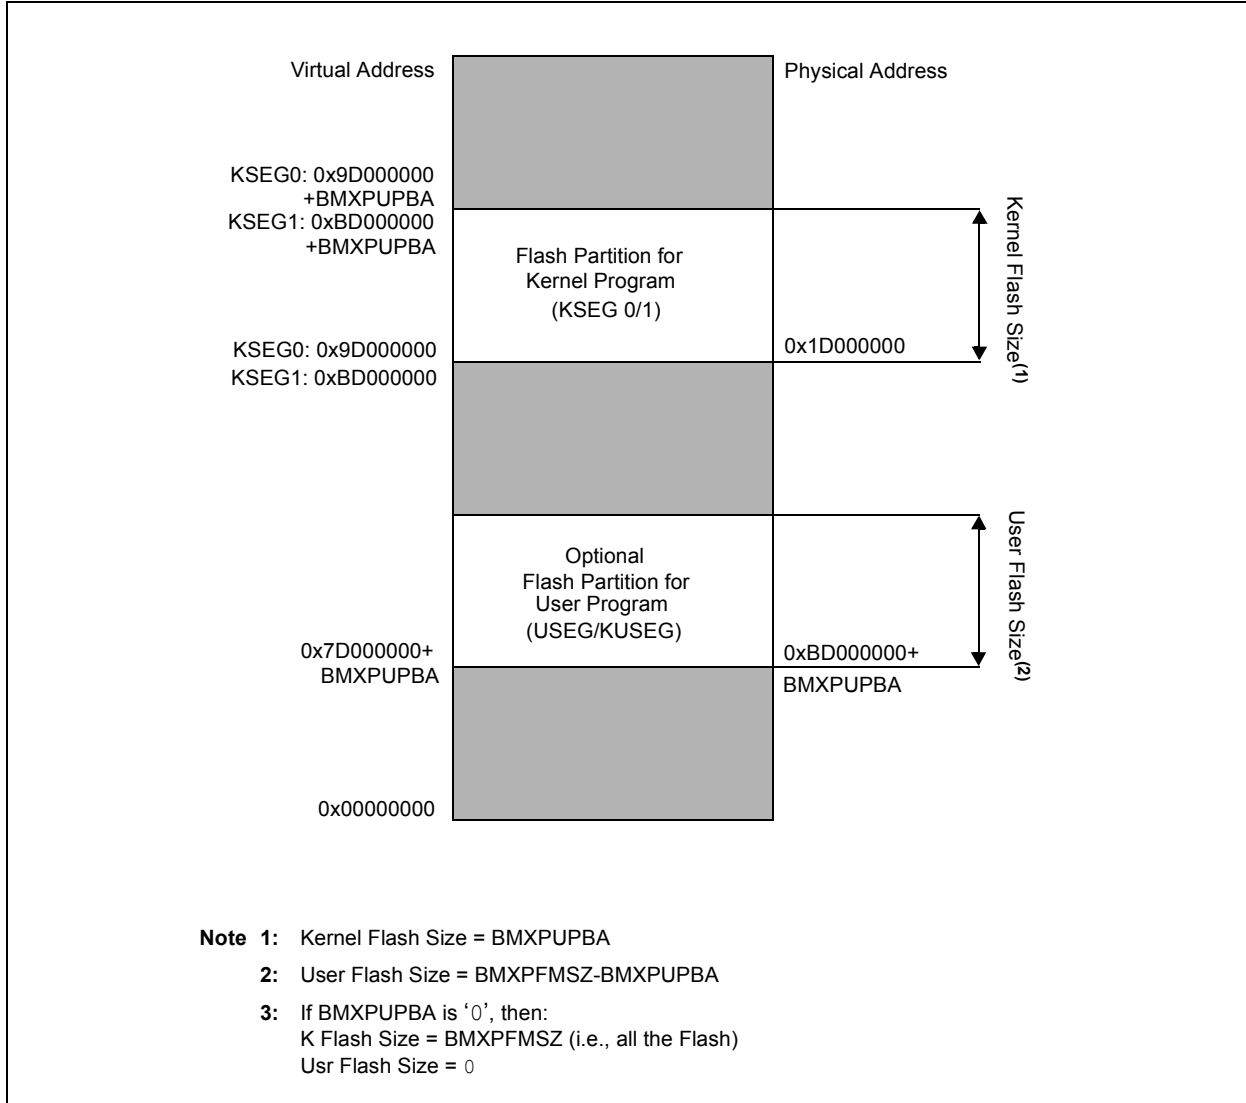 Virtual Address
Physical Address
KSEG0: 0x9D000000
+BMXPUPBA
KSEG1: 0xBD000000
+BMXPUPBA
Flash Partition for
Kernel Program
(KSEG 0/1)
Kernel Flash Size(1)
KSEG0: 0x9D000000
KSEG1: 0xBD000000
0x1D000000
Optional
Flash Partition for
User Program
(USEG/KUSEG)
User Flash Size(2)
0x7D000000+
BMXPUPBA
0xBD000000+
BMXPUPBA
0x00000000
Note 1: Kernel Flash Size = BMXPUPBA
2: User Flash Size = BMXPFMSZ-BMXPUPBA
3: If BMXPUPBA is ‘0’, then:
K Flash Size = BMXPFMSZ (i.e., all the Flash)
Usr Flash Size = 0